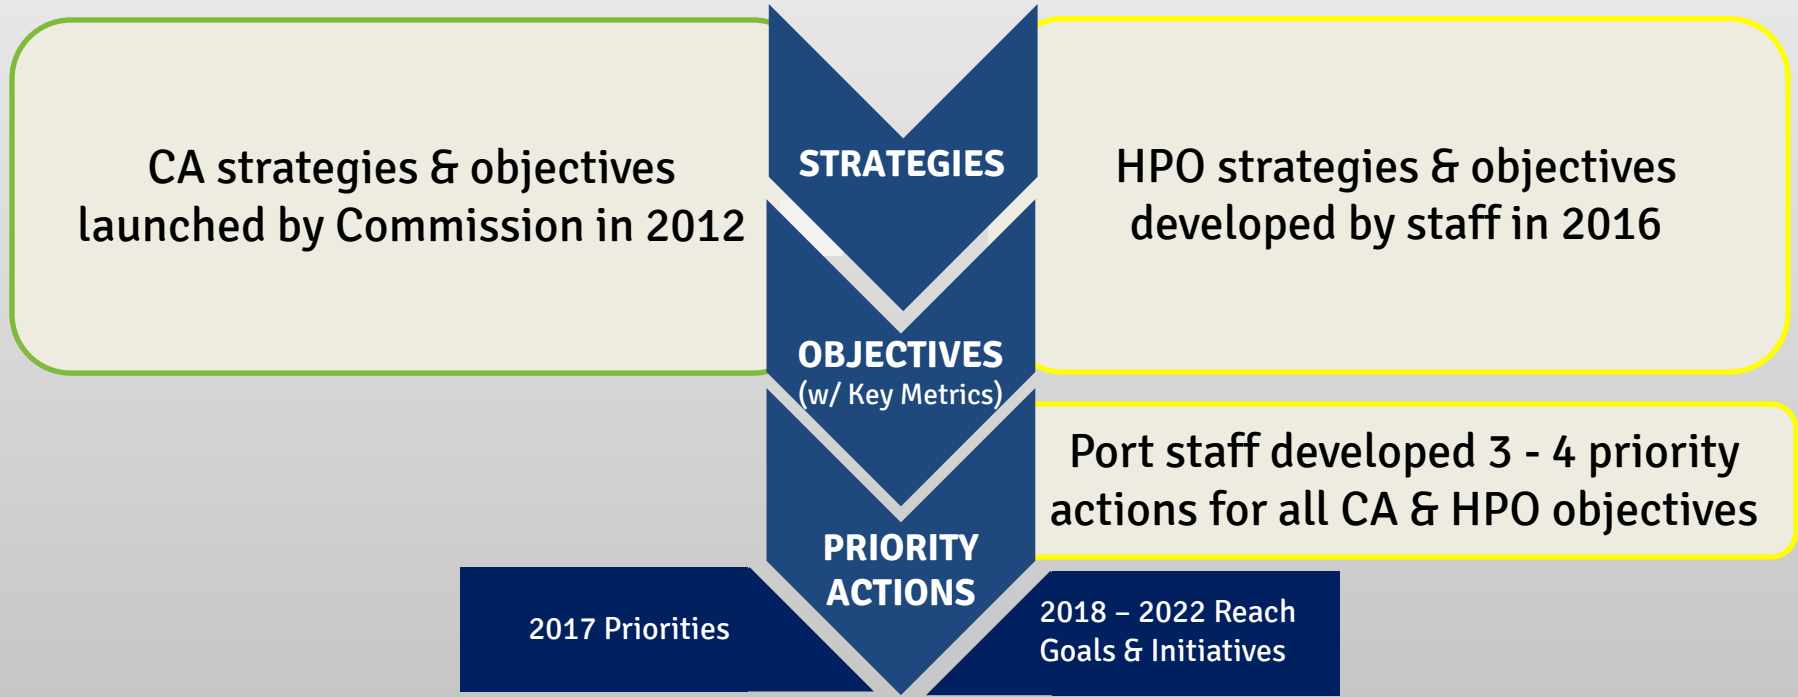 CA strategies & objectives
launched by Commission in 2012
STRATEGIES
HPO strategies & objectives
developed by staff in 2016
OBJECTIVES
(w/ Key Metrics)
Port staff developed 3 - 4 priority
actions for all CA & HPO objectives
PRIORITY
ACTIONS
2017 Priorities
2018 – 2022 Reach
Goals & Initiatives